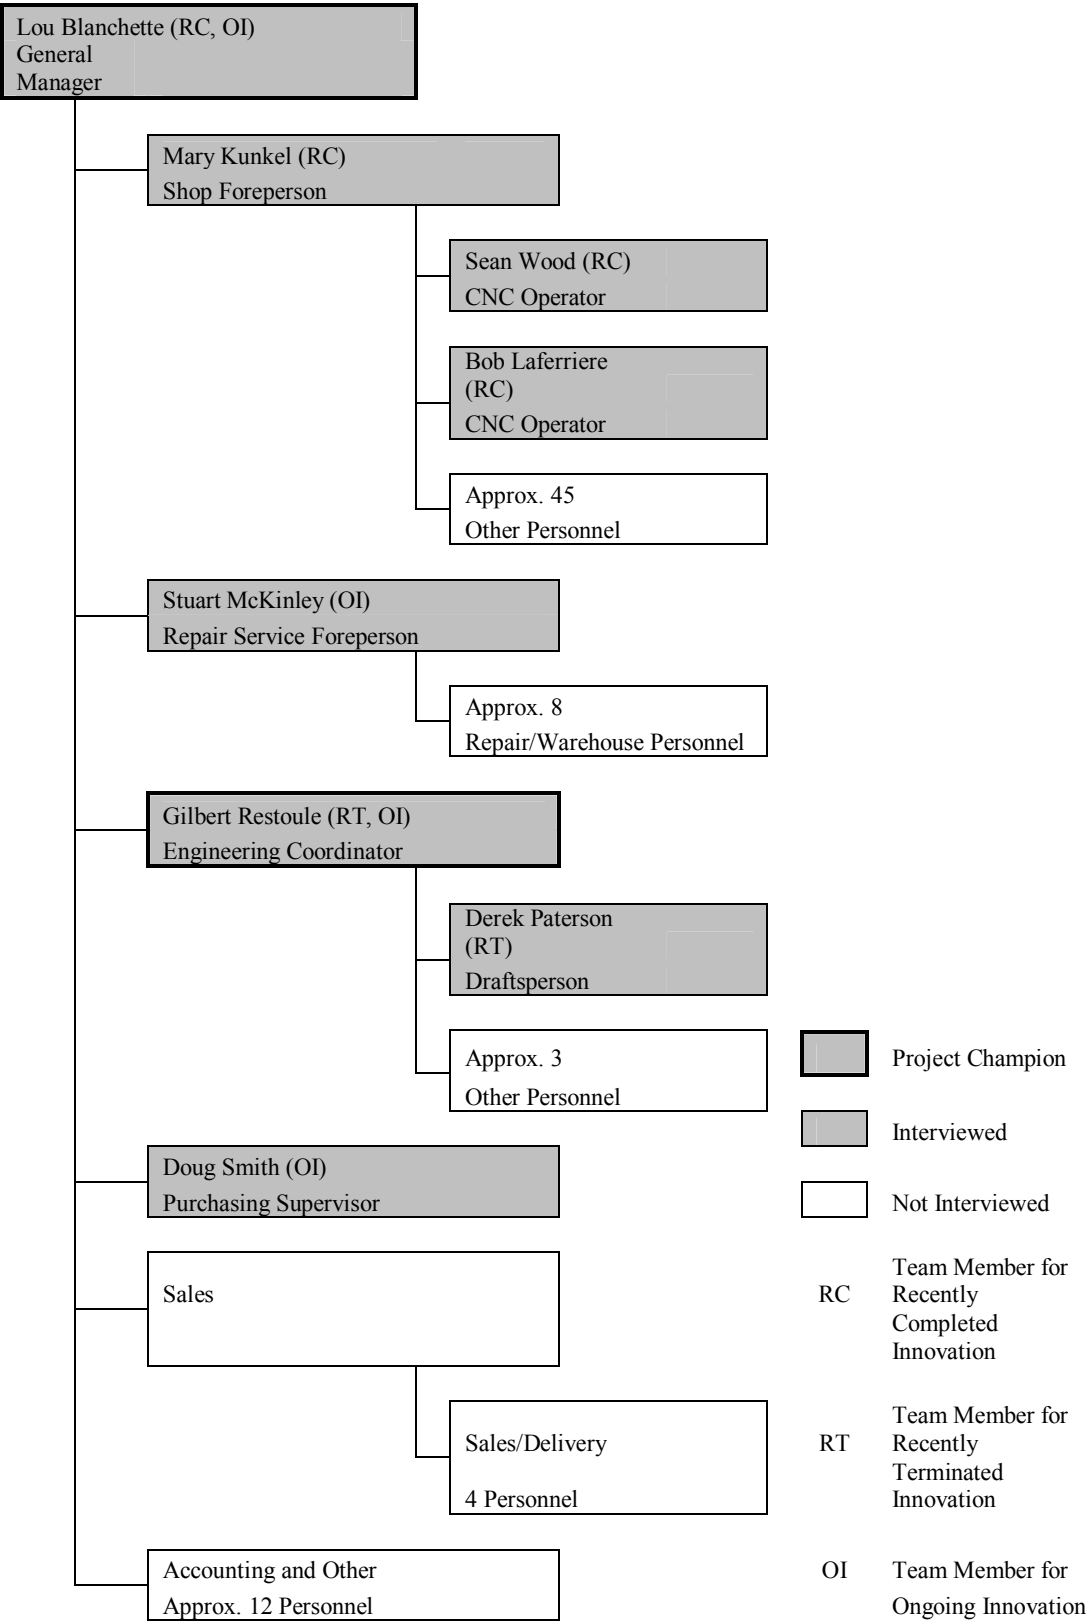 Lou Blanchette (RC, OI)
General
Manager
Mary Kunkel (RC)
Shop Foreperson
Sean Wood (RC)
CNC Operator
Bob Laferriere
(RC)
CNC Operator
Approx. 45
Other Personnel
Stuart McKinley (OI)
Repair Service Foreperson
Approx. 8
Repair/Warehouse Personnel
Gilbert Restoule (RT, OI)
Engineering Coordinator
Derek Paterson
(RT)
Draftsperson
Approx. 3
Other Personnel
Doug Smith (OI)
Purchasing Supervisor
Sales
Sales/Delivery
4 Personnel
Accounting and Other
Approx. 12 Personnel
Project Champion
Interviewed
Not Interviewed
RC
Team Member for
Recently
Completed
Innovation
RT
Team Member for
Recently
Terminated
Innovation
OI
Team Member for
Ongoing Innovation